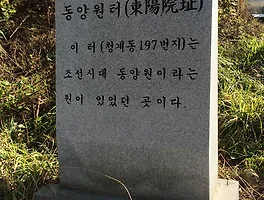 동양원터(東陽院址)
이 터(청계동197번지)는
조선시대 동양원이라는
원이 있었던 곳이다.